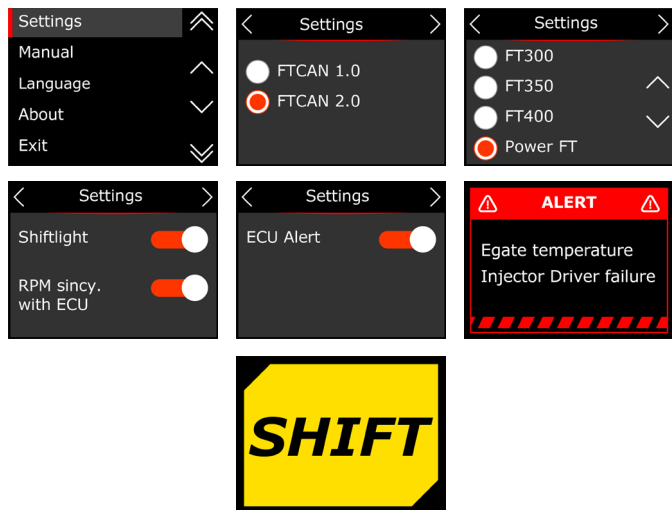 Settings
Manual
Language
About
Exit
Settings
FTCAN 1.0
FTCAN 2.0
Settings
FT300
FT350
FT400
Power FT
Settings
Shiftlight
RPM sincy.
with ECU
Settings
ECU Alert
ALERT
Egate temperature
Injector Driver failure
SHIFT